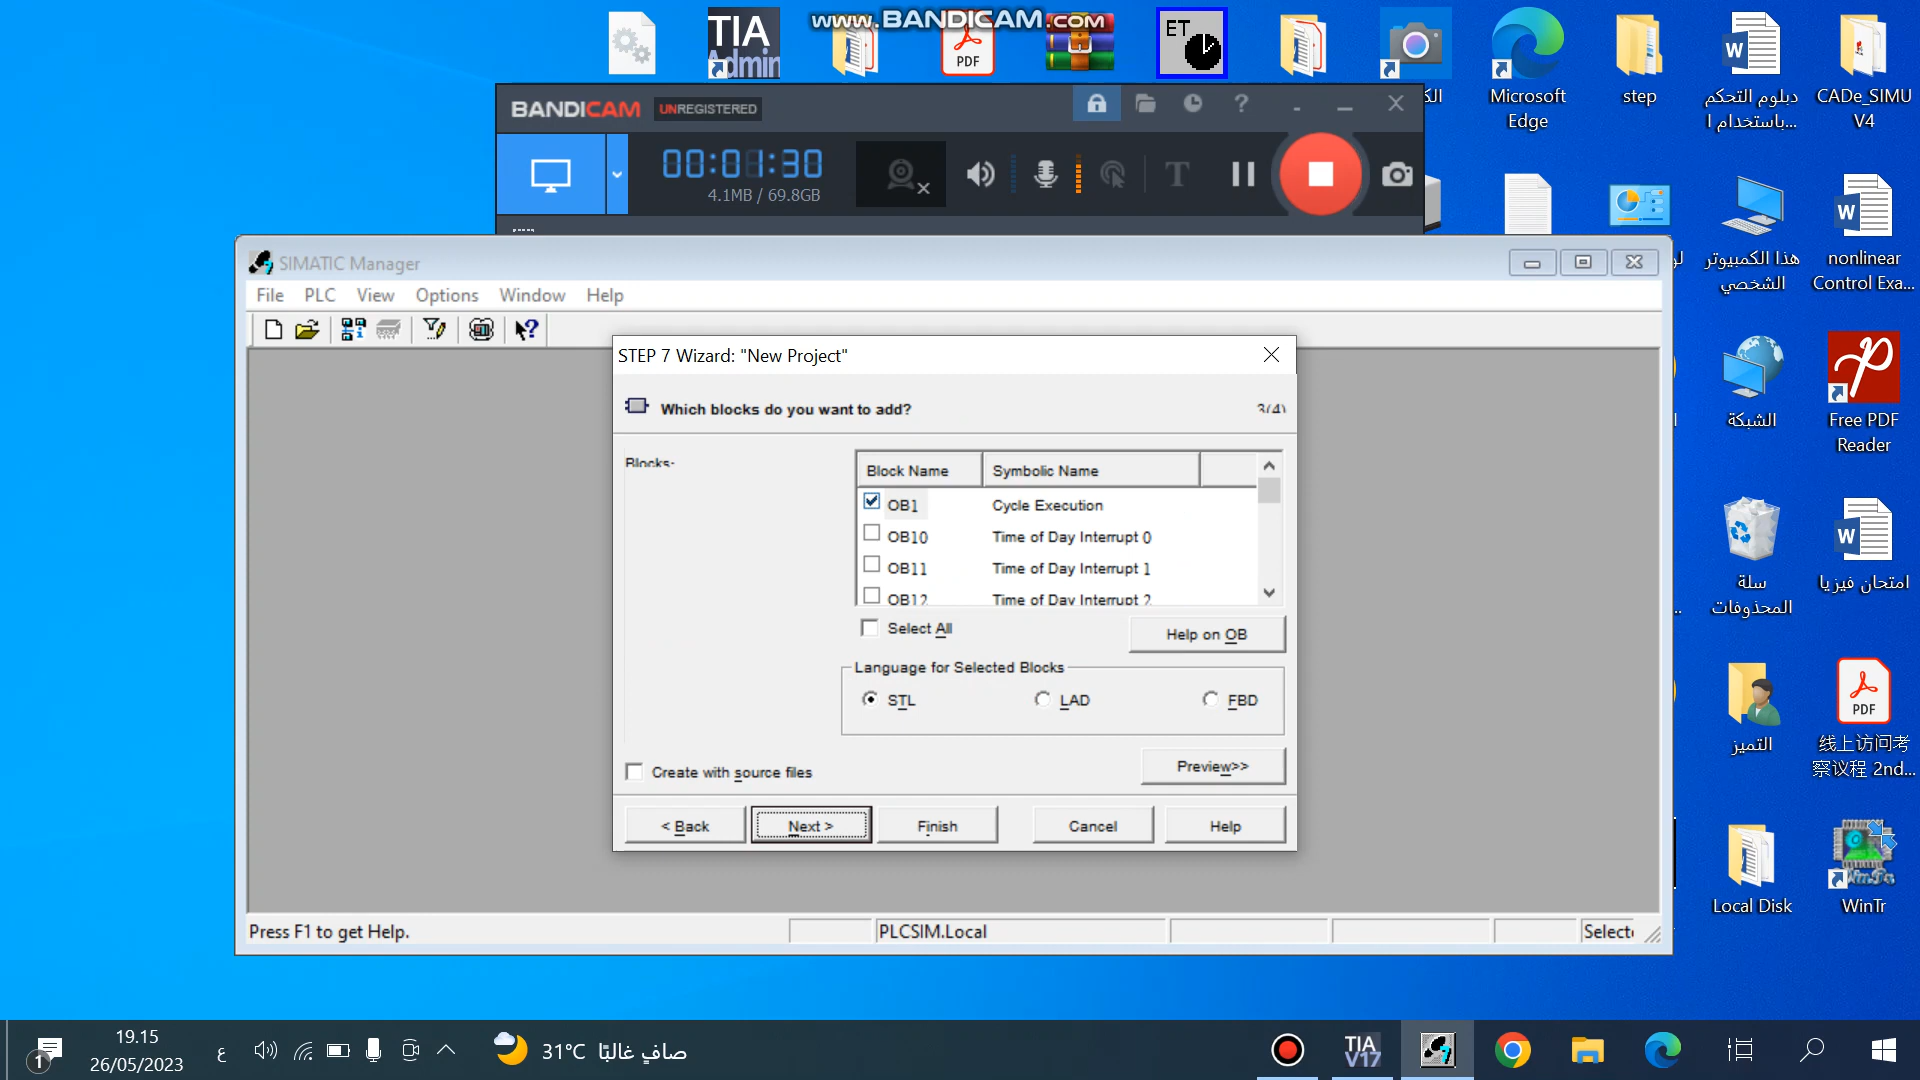 www.BANDICAM.com
TIA
Admin
PDF
ET
Microsoft
Edge
step
دبلوم التحكم
باستخدام ا...
CADe_SIMU
V4
BANDICAM UNREGISTERED
00:01:30
4.1MB / 69.8GB
هذا الكمبيوتر
الشخصي
nonlinear
Control Exa...
SIMATIC Manager
File PLC View Options Window Help
STEP 7 Wizard: "New Project"
Which blocks do you want to add?
3(4)
Blocks:
Block Name Symbolic Name
OB1 Cycle Execution
OB10 Time of Day Interrupt 0
OB11 Time of Day Interrupt 1
OB12 Time of Day Interrupt 2
Select All
Help on OB
Language for Selected Blocks
STL LAD FBD
Create with source files
Preview>>
< Back Next > Finish Cancel Help
Press F1 to get Help.
PLCSIM.Local
الشبكة
Free PDF
Reader
سلة
المحذوفات
امتحان فيزيا
التميز
PDF
线上访问考
察议程 2nd...
Local Disk
WinTr
1
19.15
26/05/2023
ع
31°C صافٍ غالبًا
TIA
V17